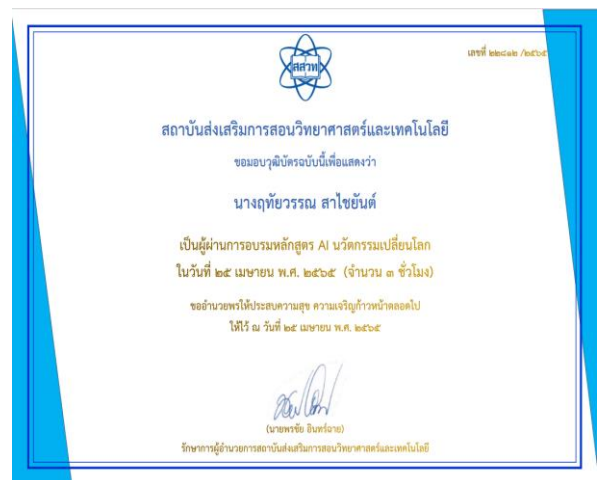 เลขที่ ๒๒๘๑๒ /๒๕๖๕
สสวท
สถาบันส่งเสริมการสอนวิทยาศาสตร์และเทคโนโลยี
ขอมอบวุฒิบัตรฉบับนี้เพื่อแสดงว่า
นางฤทัยวรรณ สาไชยันต์
เป็นผู้ผ่านการอบรมหลักสูตร AI นวัตกรรมเปลี่ยนโลก
ในวันที่ ๒๕ เมษายน พ.ศ. ๒๕๖๕ (จำนวน ๓ ชั่วโมง)
ขออำนวยพรให้ประสบความสุข ความเจริญก้าวหน้าตลอดไป
ให้ไว้ ณ วันที่ ๒๕ เมษายน พ.ศ. ๒๕๖๕
(นายพรชัย อินทร์ฉาย)
รักษาการผู้อำนวยการสถาบันส่งเสริมการสอนวิทยาศาสตร์และเทคโนโลยี